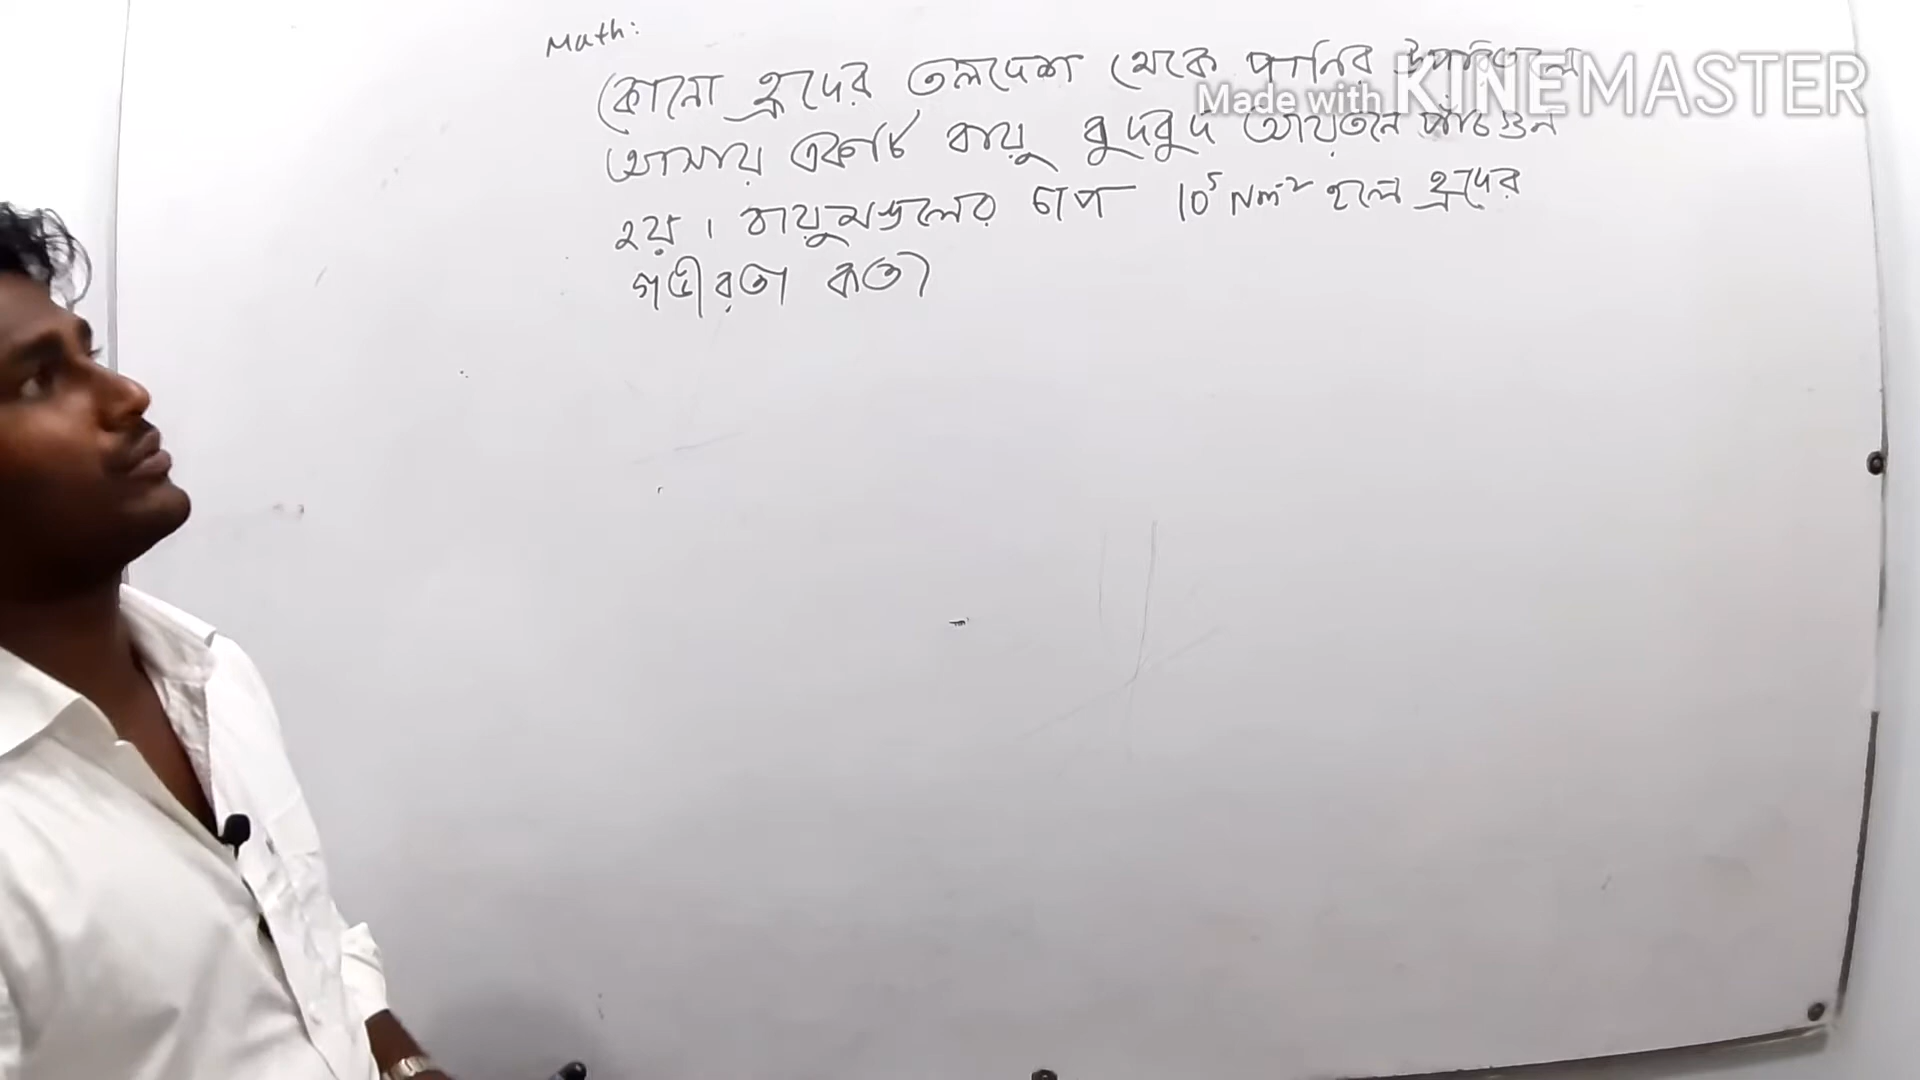 Math:
কোনো হ্রদের তলদেশ থেকে পানির উপরিতলে
Made with KINEMASTER
আসায় একটি বায়ু বুদবুদ আয়তনে পাঁচগুন
হয়। বায়ুমণ্ডলের চাপ 10⁵ Nm⁻² হলে হ্রদের
গভীরতা কত?